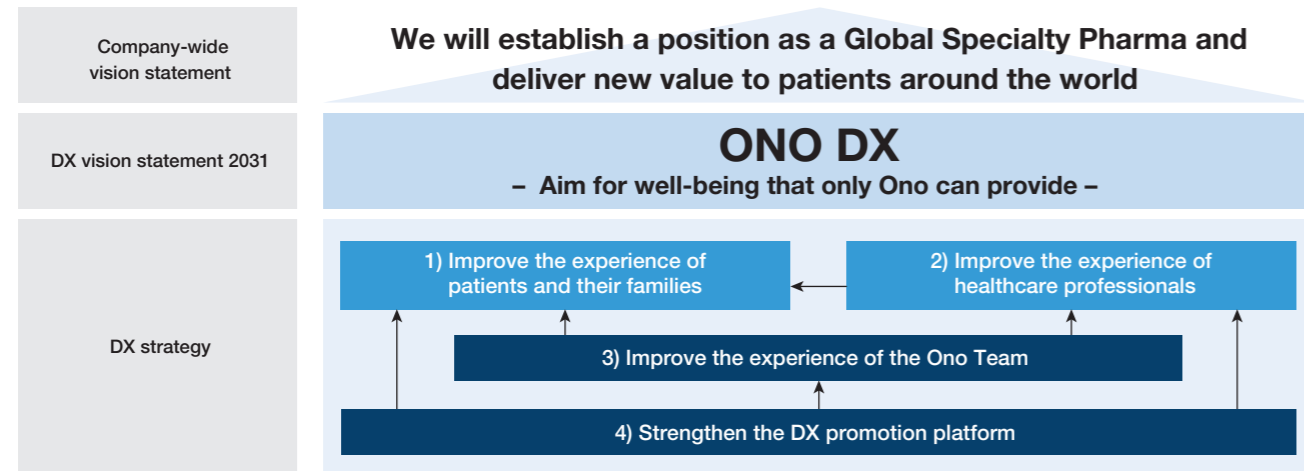 Company-wide
vision statement
We will establish a position as a Global Specialty Pharma and
deliver new value to patients around the world
DX vision statement 2031
ONO DX
– Aim for well-being that only Ono can provide –
DX strategy
1) Improve the experience of
patients and their families
2) Improve the experience of
healthcare professionals
3) Improve the experience of the Ono Team
4) Strengthen the DX promotion platform